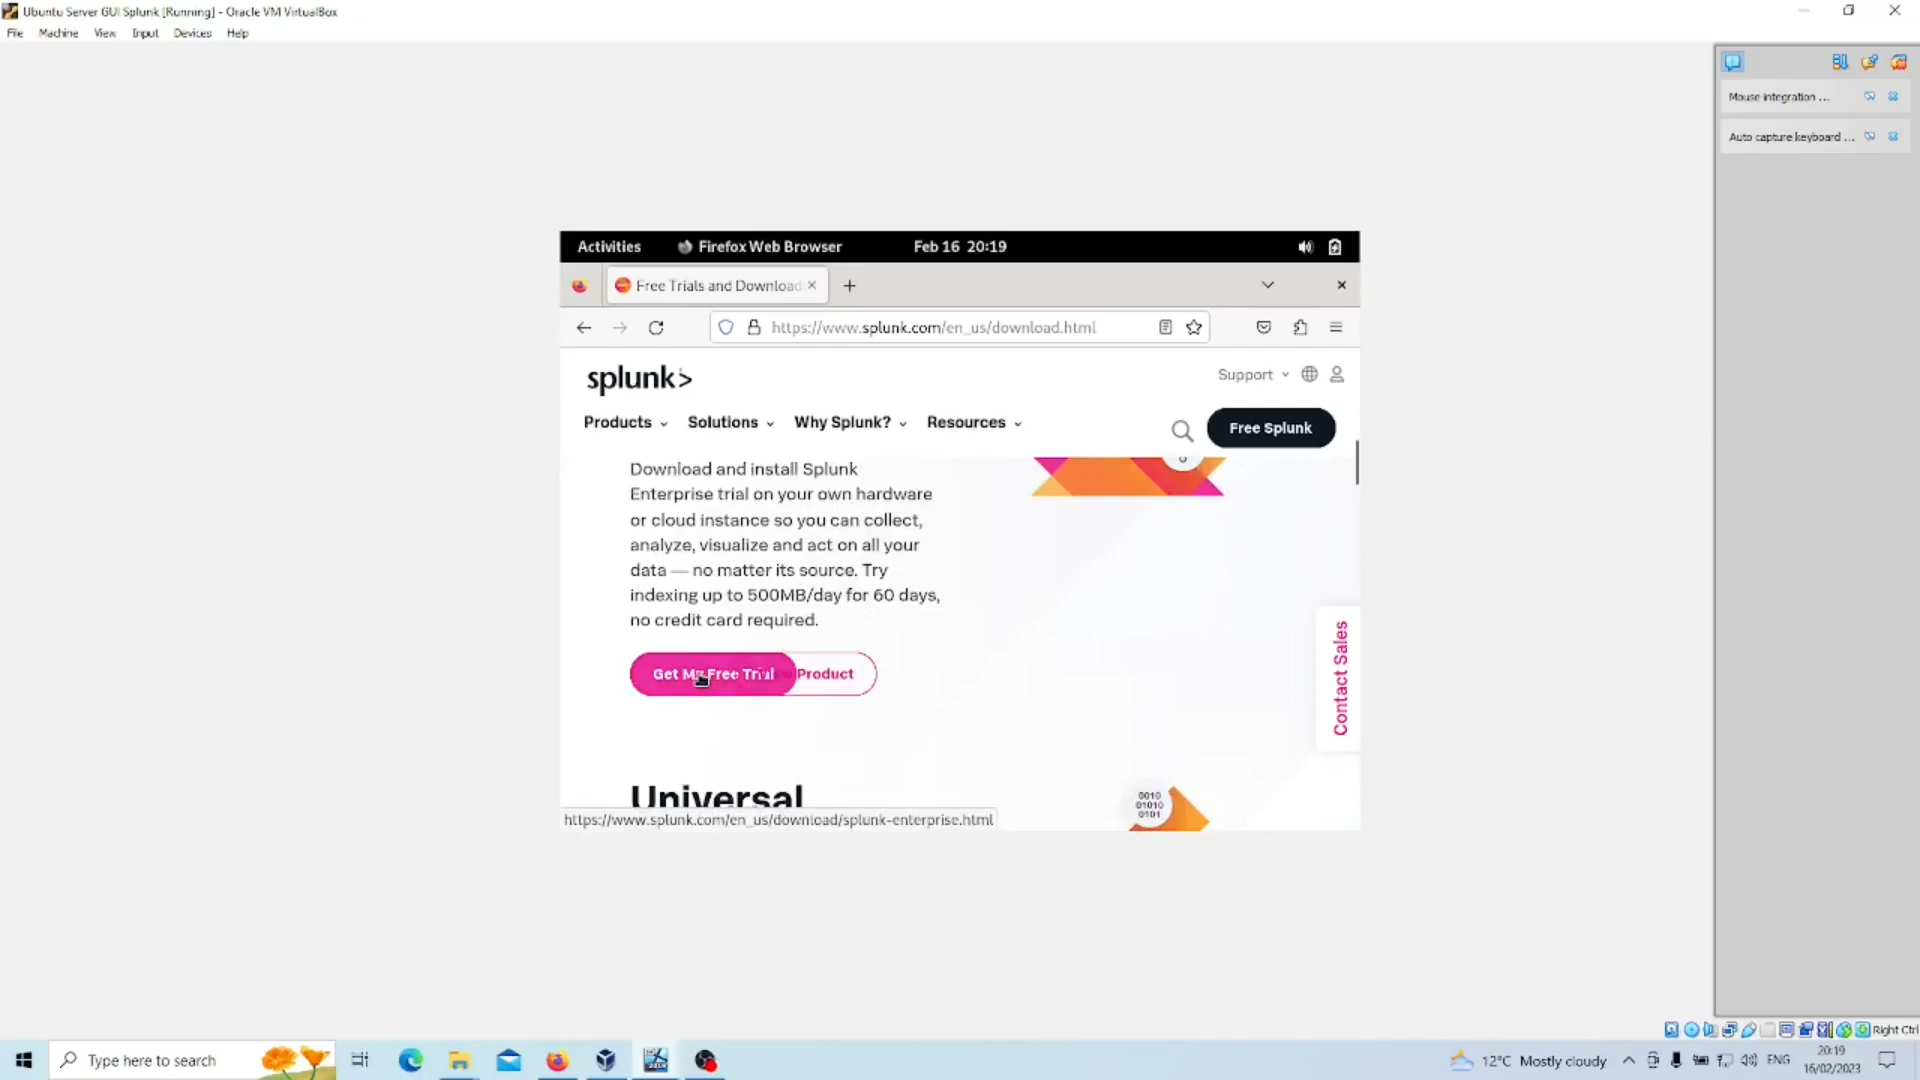 Ubuntu Server GUI Splunk [Running] - Oracle VM VirtualBox
File Machine View Input Devices Help
Mouse integration ...
Auto capture keyboard ...
Activities Firefox Web Browser Feb 16 20:19
Free Trials and Download
https://www.splunk.com/en_us/download.html
splunk>
Support
Products Solutions Why Splunk? Resources
Free Splunk
Download and install Splunk
Enterprise trial on your own hardware
or cloud instance so you can collect,
analyze, visualize and act on all your
data — no matter its source. Try
indexing up to 500MB/day for 60 days,
no credit card required.
Get My Free Trial Product
Contact Sales
Universal
0010
01010
0101
https://www.splunk.com/en_us/download/splunk-enterprise.html
Right Ctrl
Type here to search
12°C Mostly cloudy
ENG
20:19
16/02/2023